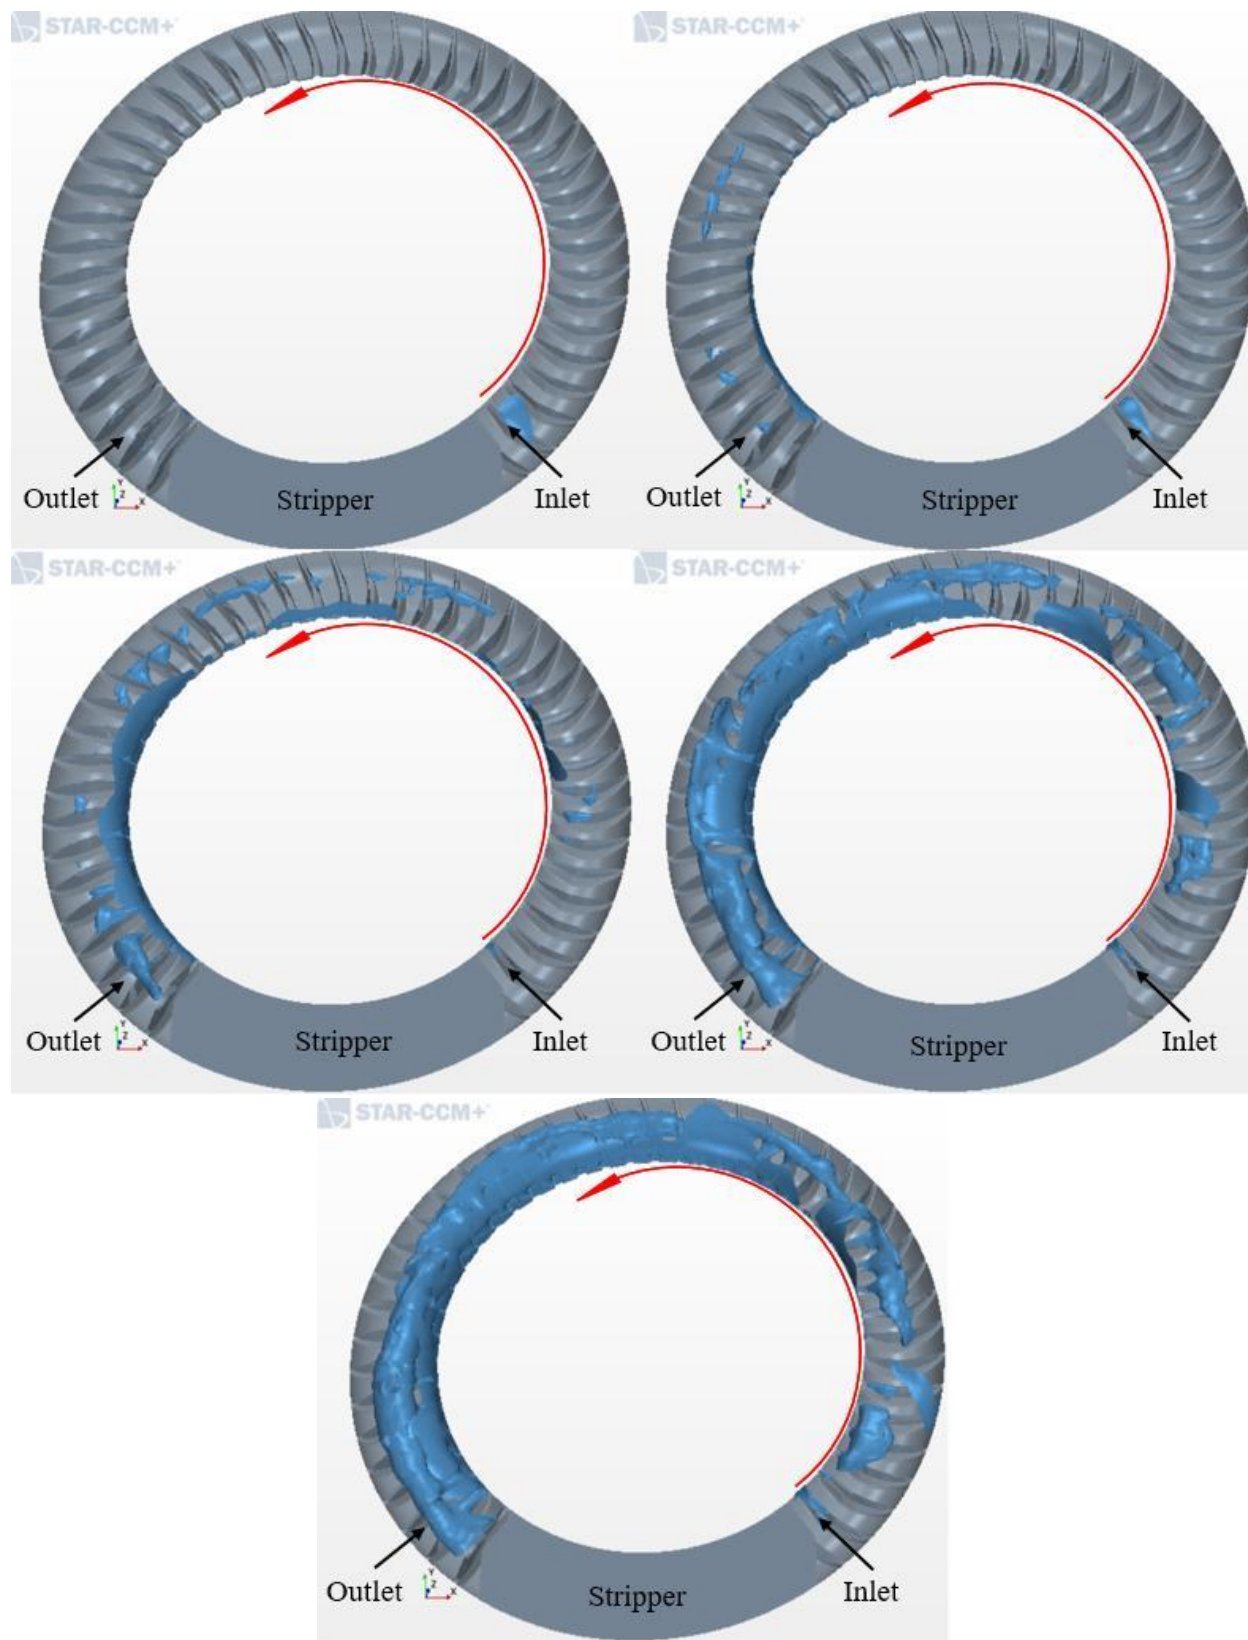 STAR-CCM+
Outlet Stripper Inlet
Y
Z
X
STAR-CCM+
Outlet Stripper Inlet
Y
Z
X
STAR-CCM+
Outlet Stripper Inlet
Y
Z
X
STAR-CCM+
Outlet Stripper Inlet
Y
Z
X
STAR-CCM+
Outlet Stripper Inlet
Y
Z
X